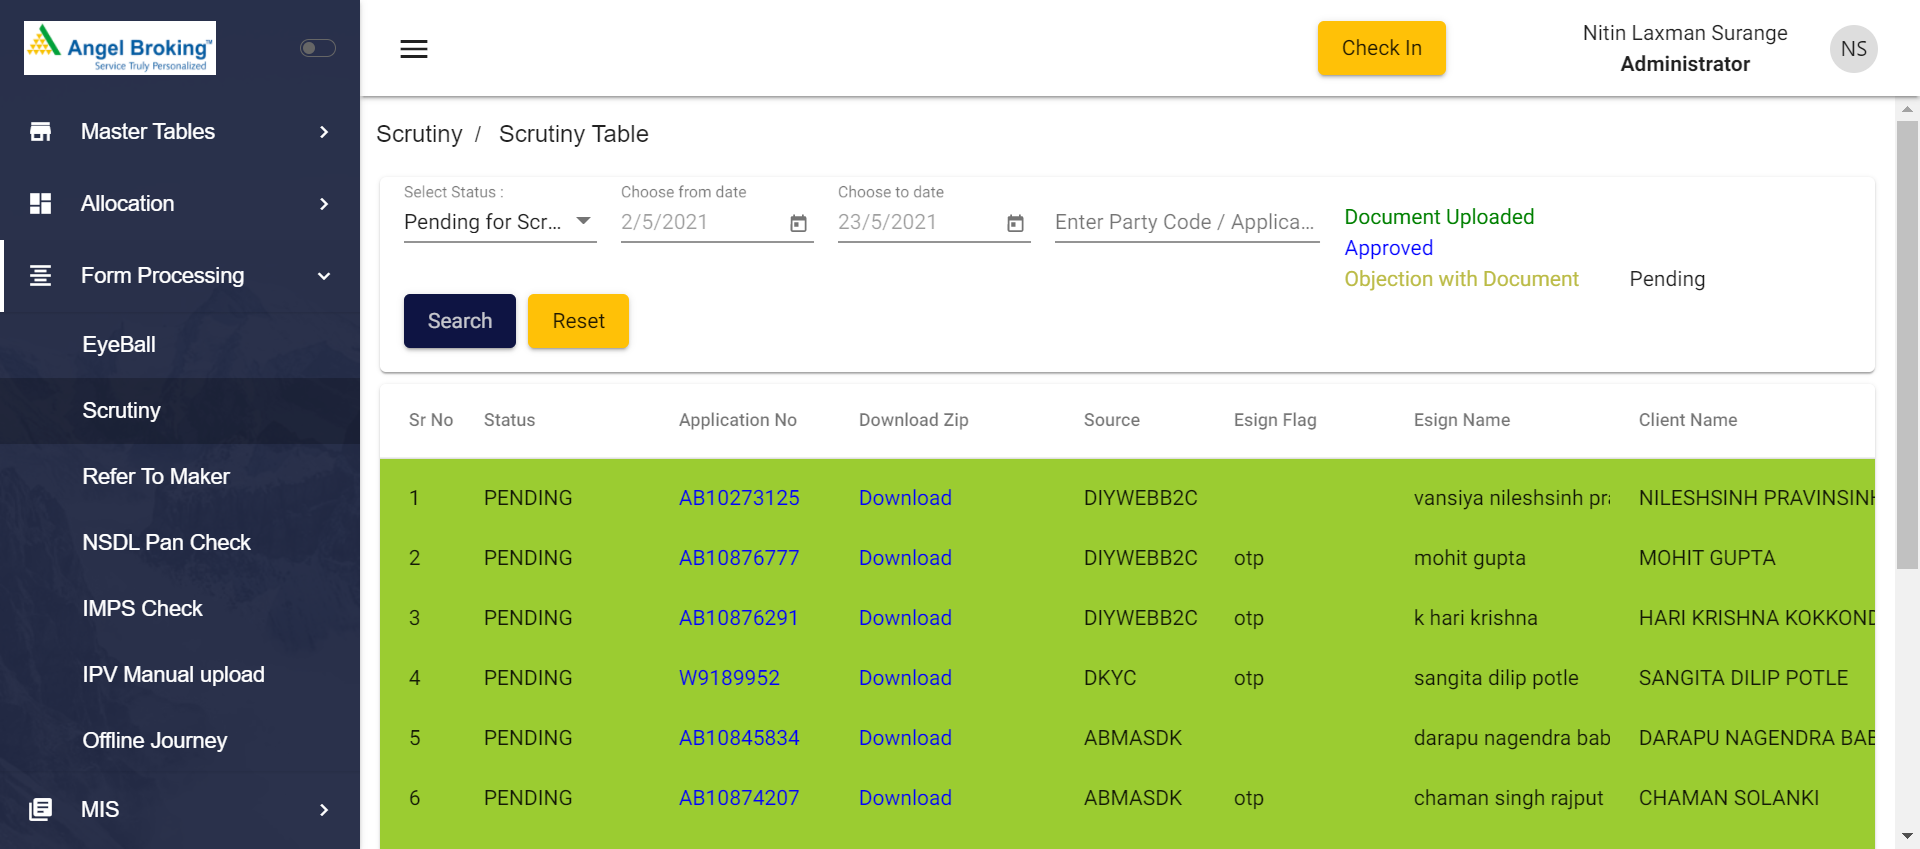 Angel Broking™
Service Truly Personalized
Check In
Nitin Laxman Surange
Administrator
NS
Master Tables
Allocation
Form Processing
EyeBall
Scrutiny
Refer To Maker
NSDL Pan Check
IMPS Check
IPV Manual upload
Offline Journey
MIS
Scrutiny / Scrutiny Table
Select Status :
Pending for Scr...
Choose from date
2/5/2021
Choose to date
23/5/2021
Enter Party Code / Applica...
Document Uploaded
Approved
Objection with Document Pending
Search Reset
Sr No Status Application No Download Zip Source Esign Flag Esign Name Client Name
1 PENDING AB10273125 Download DIYWEBB2C vansiya nileshsinh pra NILESHSINH PRAVINSINH
2 PENDING AB10876777 Download DIYWEBB2C otp mohit gupta MOHIT GUPTA
3 PENDING AB10876291 Download DIYWEBB2C otp k hari krishna HARI KRISHNA KOKKOND
4 PENDING W9189952 Download DKYC otp sangita dilip potle SANGITA DILIP POTLE
5 PENDING AB10845834 Download ABMASDK darapu nagendra bab DARAPU NAGENDRA BAB
6 PENDING AB10874207 Download ABMASDK otp chaman singh rajput CHAMAN SOLANKI